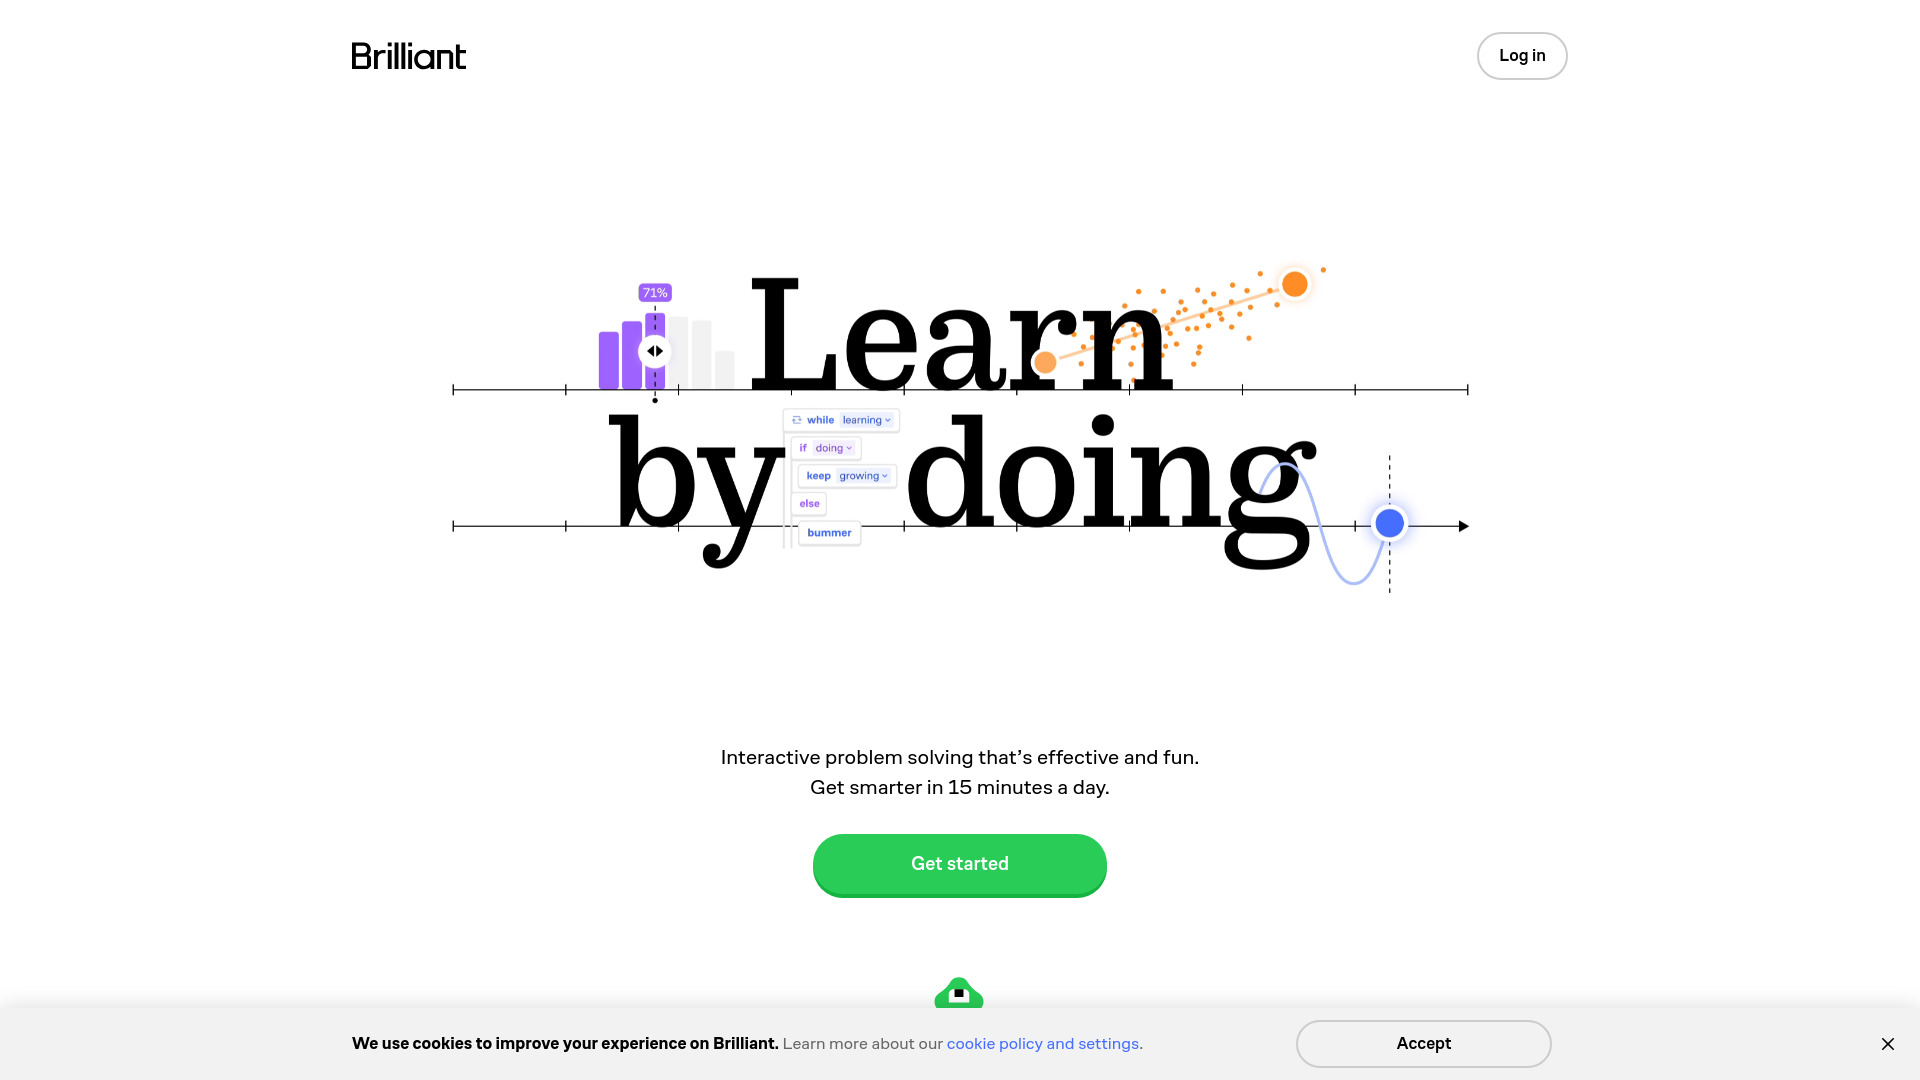 Brilliant
Log in
71%
Learn
by doing
while learning
if doing
keep growing
else
bummer
Interactive problem solving that’s effective and fun.
Get smarter in 15 minutes a day.
Get started
We use cookies to improve your experience on Brilliant. Learn more about our cookie policy and settings.
Accept